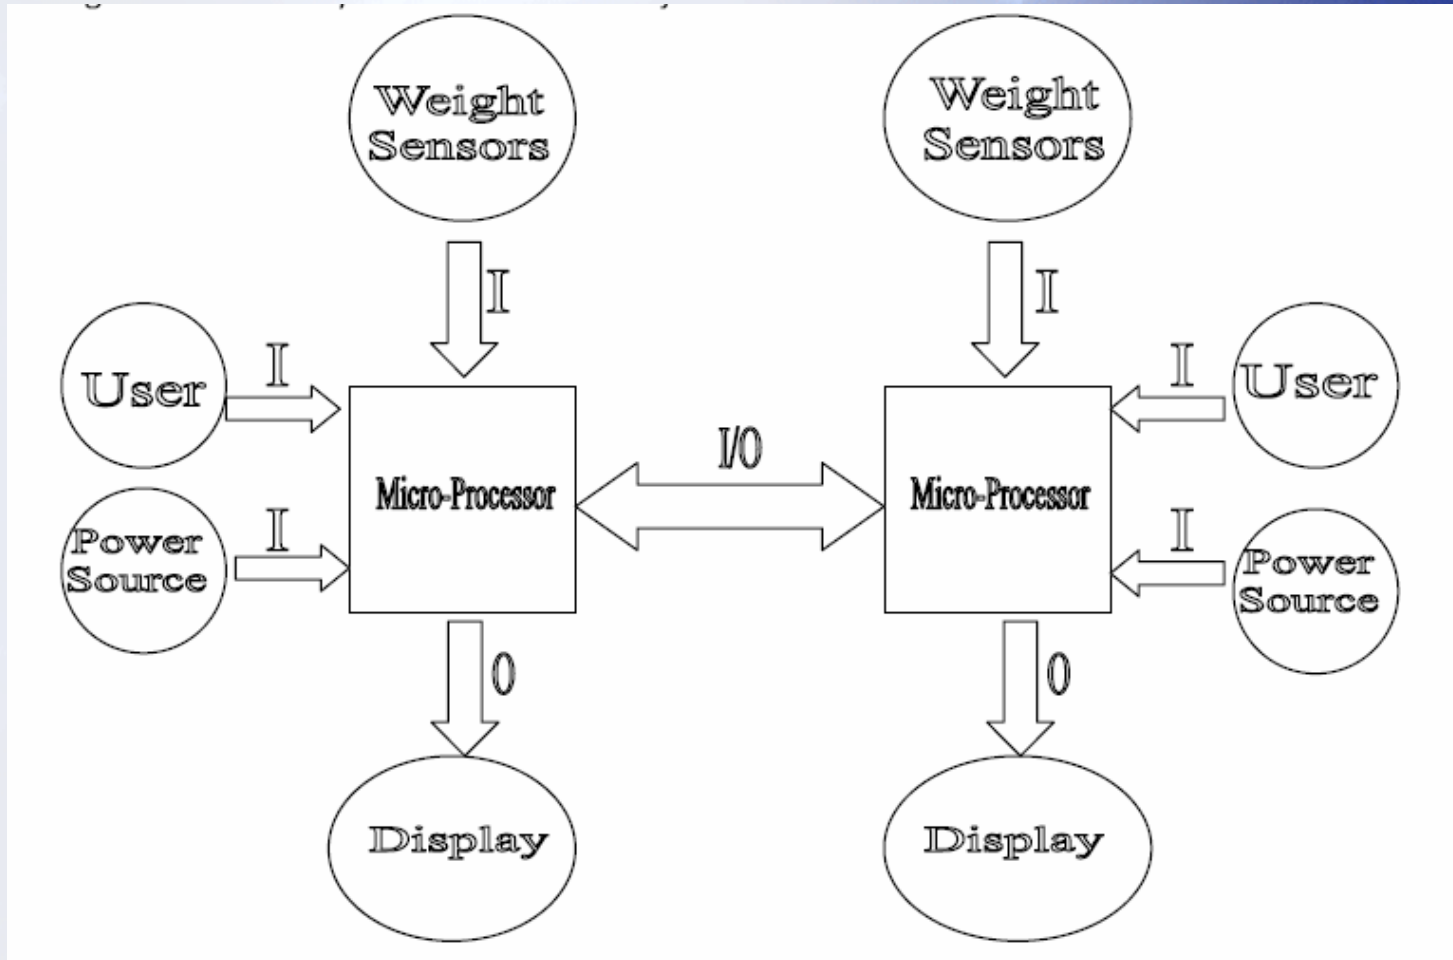 Weight
Sensors
Weight
Sensors
I
I
User
I
I
User
I/O
Micro-Processor
Micro-Processor
Power
Source
I
I
Power
Source
O
O
Display
Display